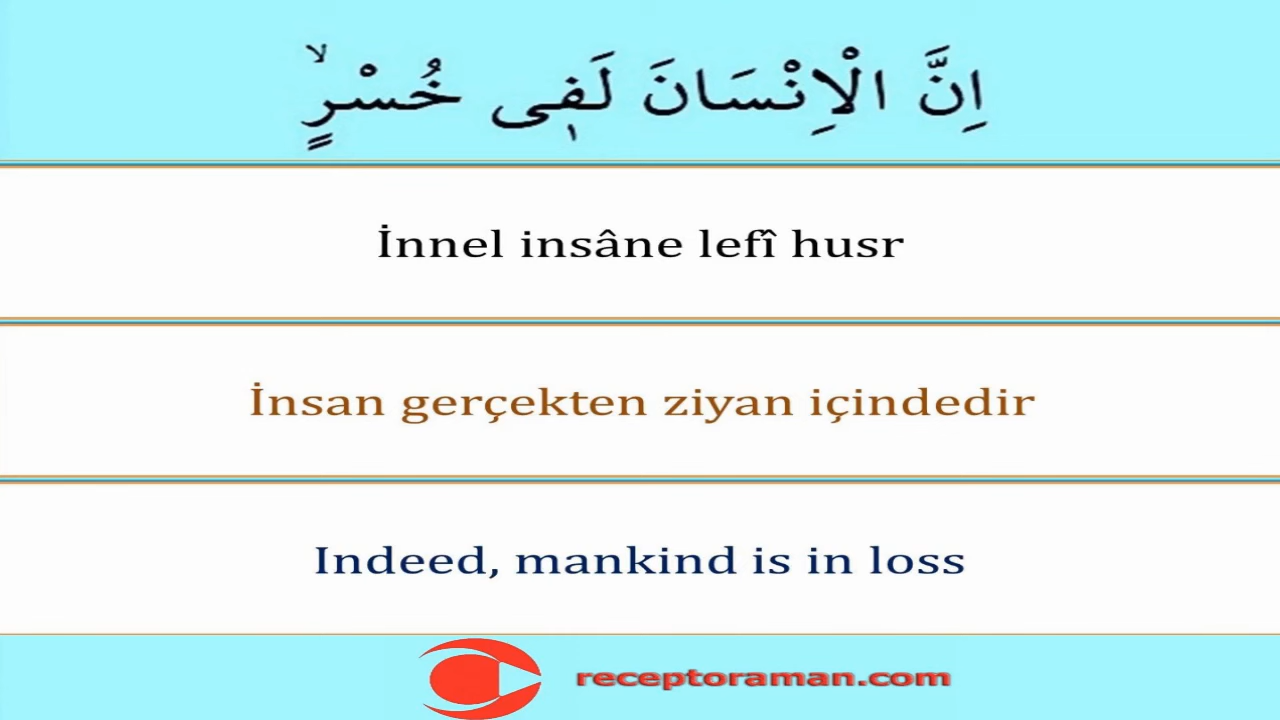 اِنَّ الْاِنْسَانَ لَف۪ى خُسْرٍۙ
İnnel insâne lefî husr
İnsan gerçekten ziyan içindedir
Indeed, mankind is in loss
receptoraman.com